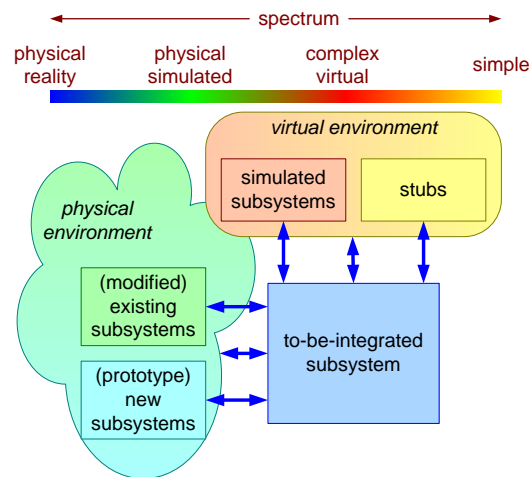 spectrum
physical
reality
physical
simulated
complex
virtual
simple
virtual environment
simulated
subsystems
stubs
physical
environment
(modified)
existing
subsystems
to-be-integrated
subsystem
(prototype)
new
subsystems